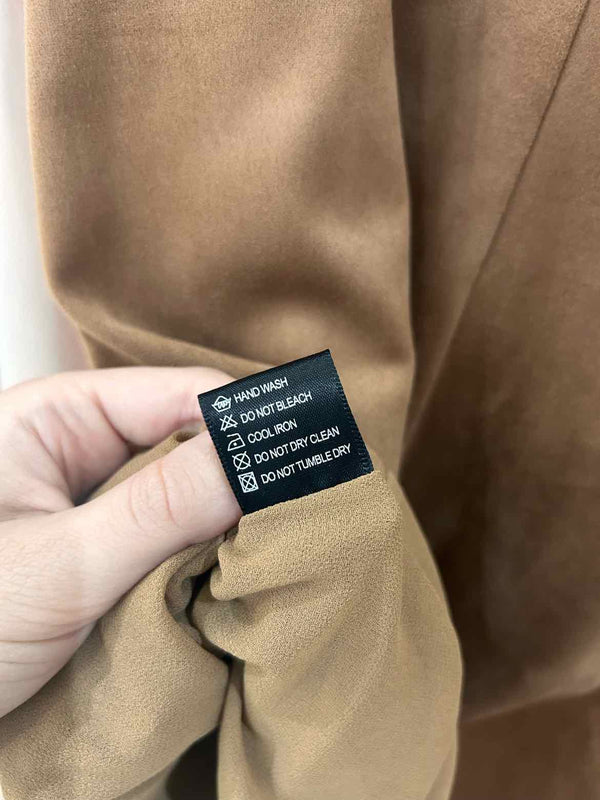 HAND WASH
DO NOT BLEACH
COOL IRON
DO NOT DRY CLEAN
DO NOT TUMBLE DRY